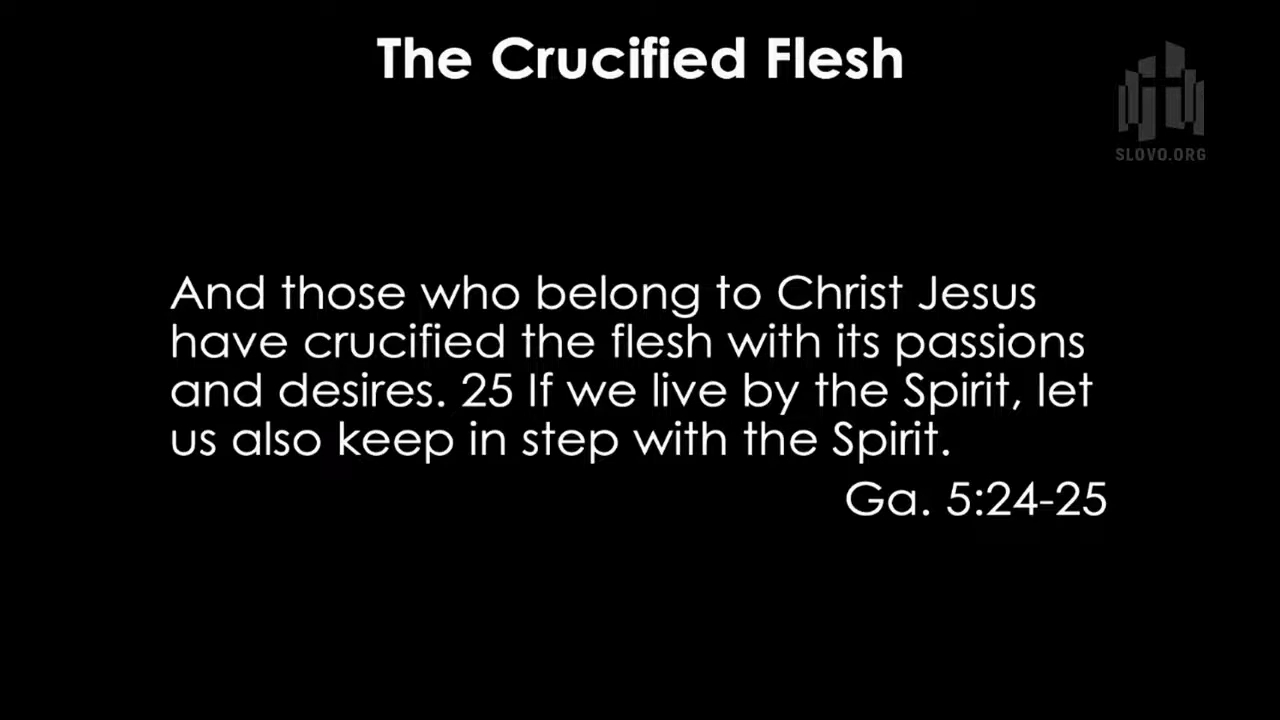 The Crucified Flesh
SLOVO.ORG
And those who belong to Christ Jesus
have crucified the flesh with its passions
and desires. 25 If we live by the Spirit, let
us also keep in step with the Spirit.
Ga. 5:24-25